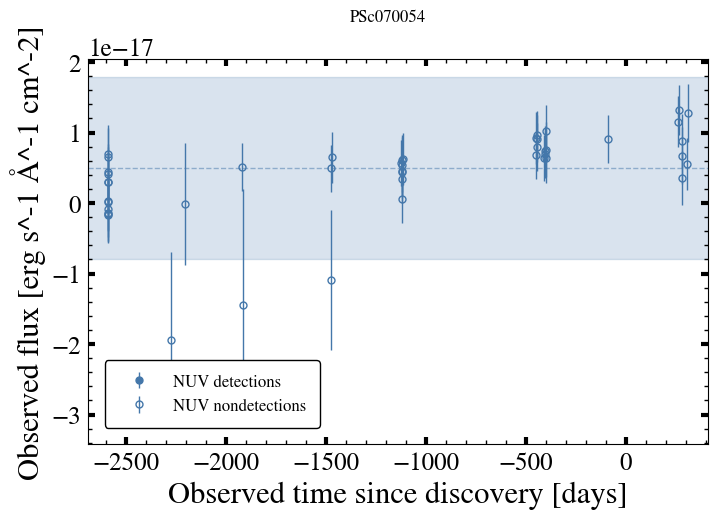 PSc070054
1e−17
2
1
0
−1
−2
−3
Observed flux [erg s^-1 Å^-1 cm^-2]
NUV detections
NUV nondetections
−2500 −2000 −1500 −1000 −500 0
Observed time since discovery [days]